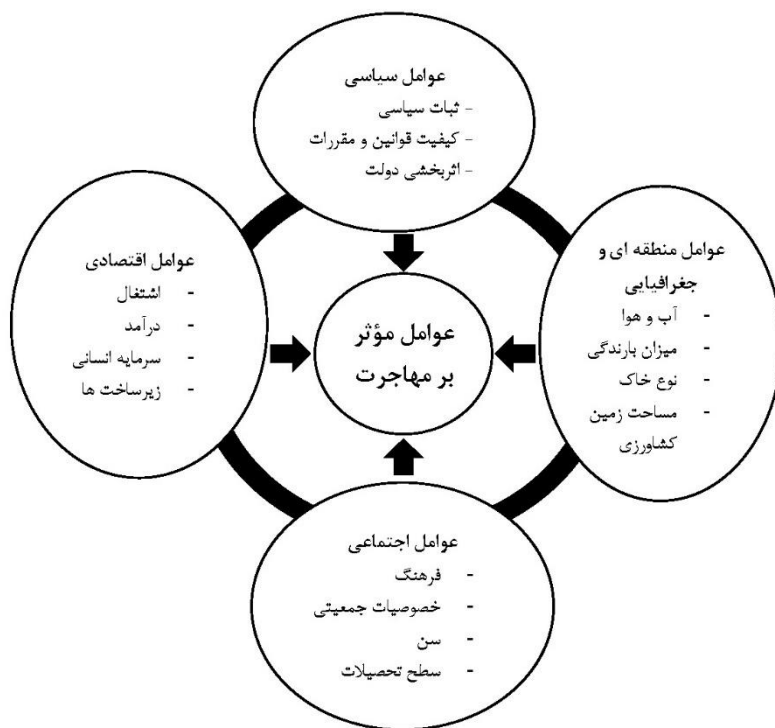 عوامل سیاسی
- ثبات سیاسی
- کیفیت قوانین و مقررات
- اثربخشی دولت
عوامل منطقه ای و
جغرافیایی
- آب و هوا
- میزان بارندگی
- نوع خاک
- مساحت زمین
کشاورزی
عوامل مؤثر
بر مهاجرت
عوامل اقتصادی
- اشتغال
- درآمد
- سرمایه انسانی
- زیرساخت ها
عوامل اجتماعی
- فرهنگ
- خصوصیات جمعیتی
- سن
- سطح تحصیلات